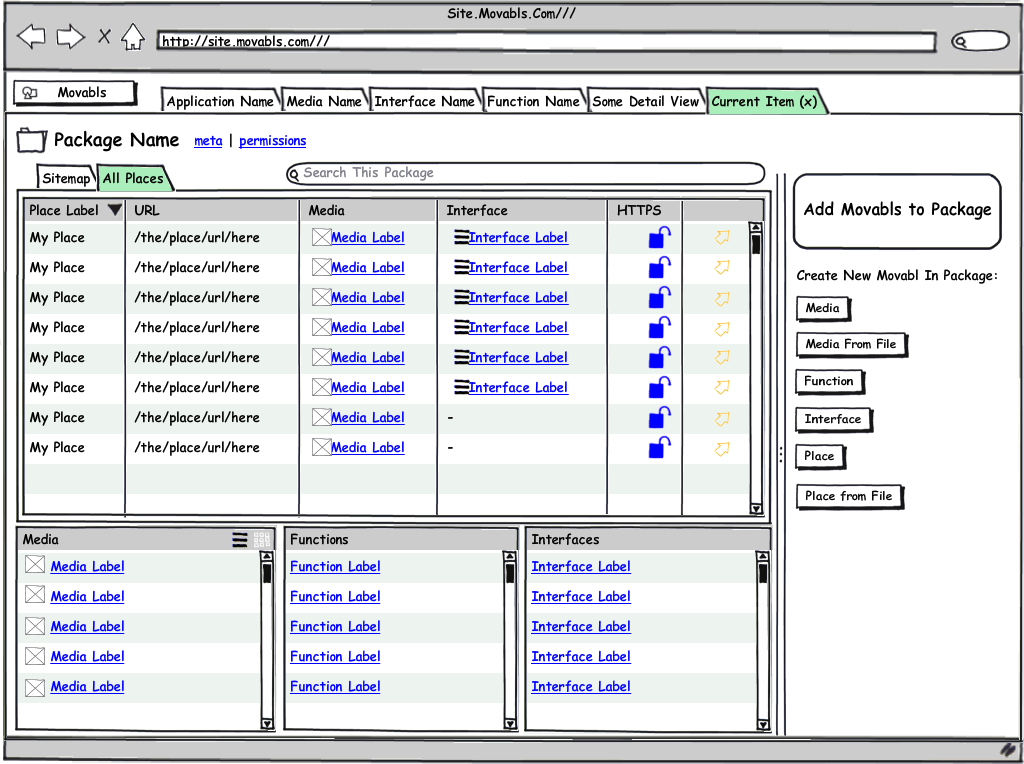 Site.Movabls.Com///
http://site.movabls.com///
Movabls
Application Name
Media Name
Interface Name
Function Name
Some Detail View
Current Item (x)
Package Name meta | permissions
Sitemap
All Places
Search This Package
Place Label URL Media Interface HTTPS
My Place /the/place/url/here Media Label Interface Label
My Place /the/place/url/here Media Label Interface Label
My Place /the/place/url/here Media Label Interface Label
My Place /the/place/url/here Media Label Interface Label
My Place /the/place/url/here Media Label Interface Label
My Place /the/place/url/here Media Label Interface Label
My Place /the/place/url/here Media Label -
My Place /the/place/url/here Media Label -
Add Movabls to Package
Create New Movabl In Package:
Media
Media From File
Function
Interface
Place
Place from File
Media
Media Label
Media Label
Media Label
Media Label
Media Label
Functions
Function Label
Function Label
Function Label
Function Label
Function Label
Interfaces
Interface Label
Interface Label
Interface Label
Interface Label
Interface Label